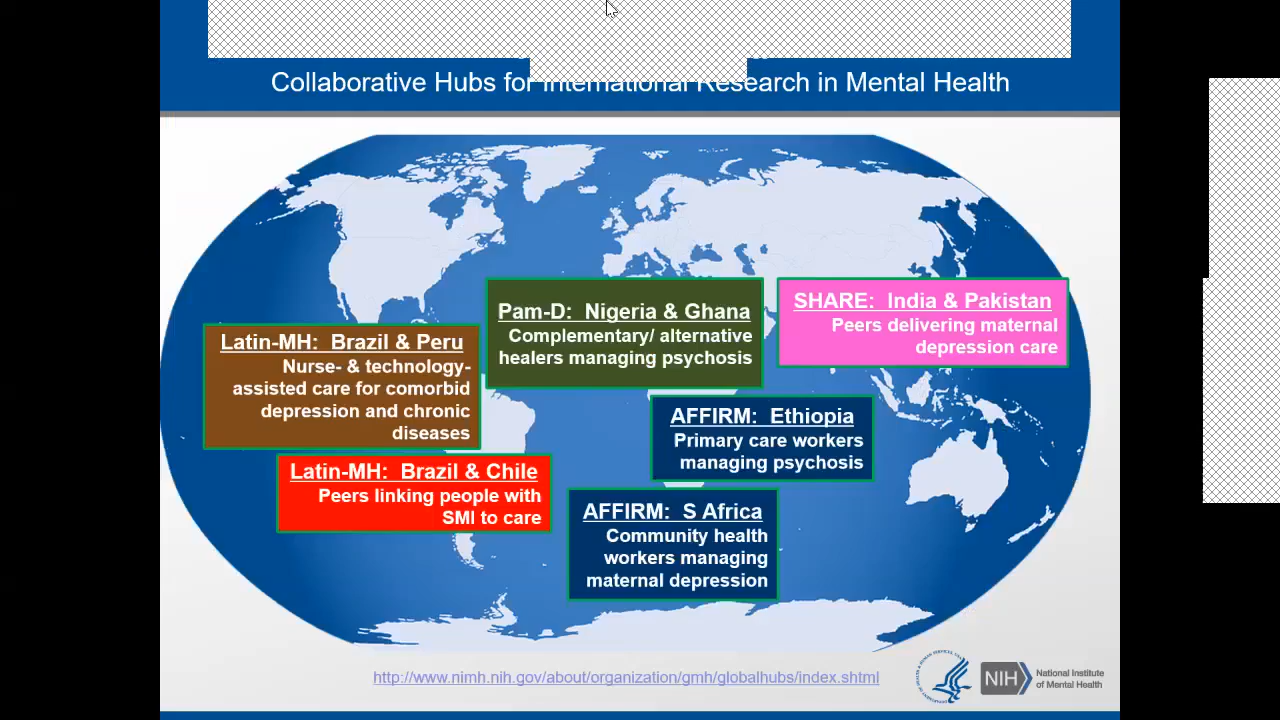 Collaborative Hubs for International Research in Mental Health
Pam-D: Nigeria & Ghana
Complementary/ alternative
healers managing psychosis
SHARE: India & Pakistan
Peers delivering maternal
depression care
Latin-MH: Brazil & Peru
Nurse- & technology-
assisted care for comorbid
depression and chronic
diseases
AFFIRM: Ethiopia
Primary care workers
managing psychosis
Latin-MH: Brazil & Chile
Peers linking people with
SMI to care
AFFIRM: S Africa
Community health
workers managing
maternal depression
http://www.nimh.nih.gov/about/organization/gmh/globalhubs/index.shtml
NIH
National Institute
of Mental Health